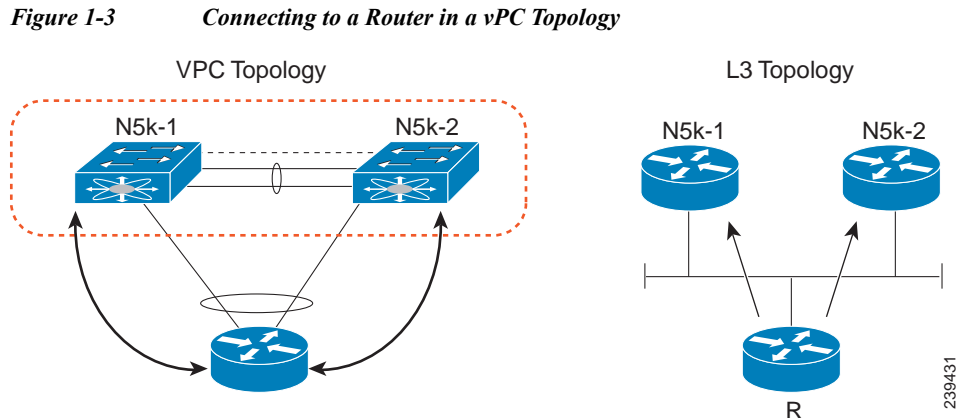 Figure 1-3 Connecting to a Router in a vPC Topology
VPC Topology
L3 Topology
N5k-1
N5k-2
N5k-1
N5k-2
R
239431